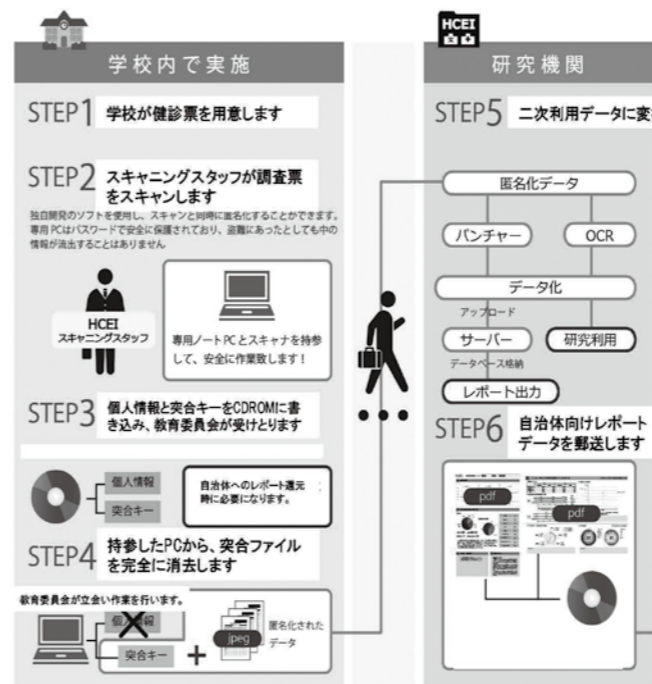 学校内で実施
STEP1 学校が健診票を用意します
STEP2 スキャニングスタッフが調査票
をスキャンします
独自開発のソフトを使用し、スキャンと同時に匿名化することができます。
専用PCはパスワードで安全に保護されており、盗難にあったとしても中の
情報が流出することはありません
HCEI
スキャニングスタッフ
専用ノートPCとスキャナを持参
して、安全に作業致します!
STEP3 個人情報と突合キーをCDROMに書
き込み、教育委員会が受けとります
個人情報
突合キー
自治体へのレポート還元
時に必要になります。
STEP4 持参したPCから、突合ファイル
を完全に消去します
教育委員会が立会い作業を行います。
個 報
突合キー
+
jpeg
匿名化された
データ
HCEI
研究機関
STEP5 二次利用データに変
匿名化データ
パンチャー
OCR
データ化
アップロード
サーバー
研究利用
データベース格納
レポート出力
STEP6 自治体向けレポート
データを郵送します
pdf
pdf